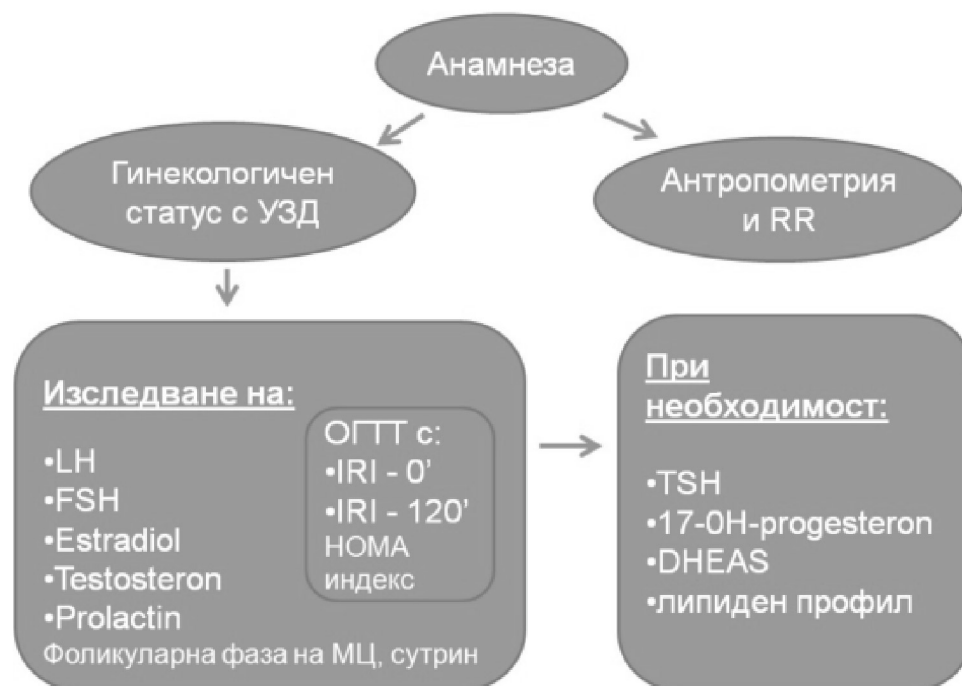 Анамнеза
Гинекологичен
статус с УЗД
Антропометрия
и RR
Изследване на:
•LH
•FSH
•Estradiol
•Testosteron
•Prolactin
Фоликуларна фаза на МЦ, сутрин
ОГТТ с:
•IRI - 0’
•IRI - 120’
HOMA
индекс
При
необходимост:
•TSH
•17-0H-progesteron
•DHEAS
•липиден профил